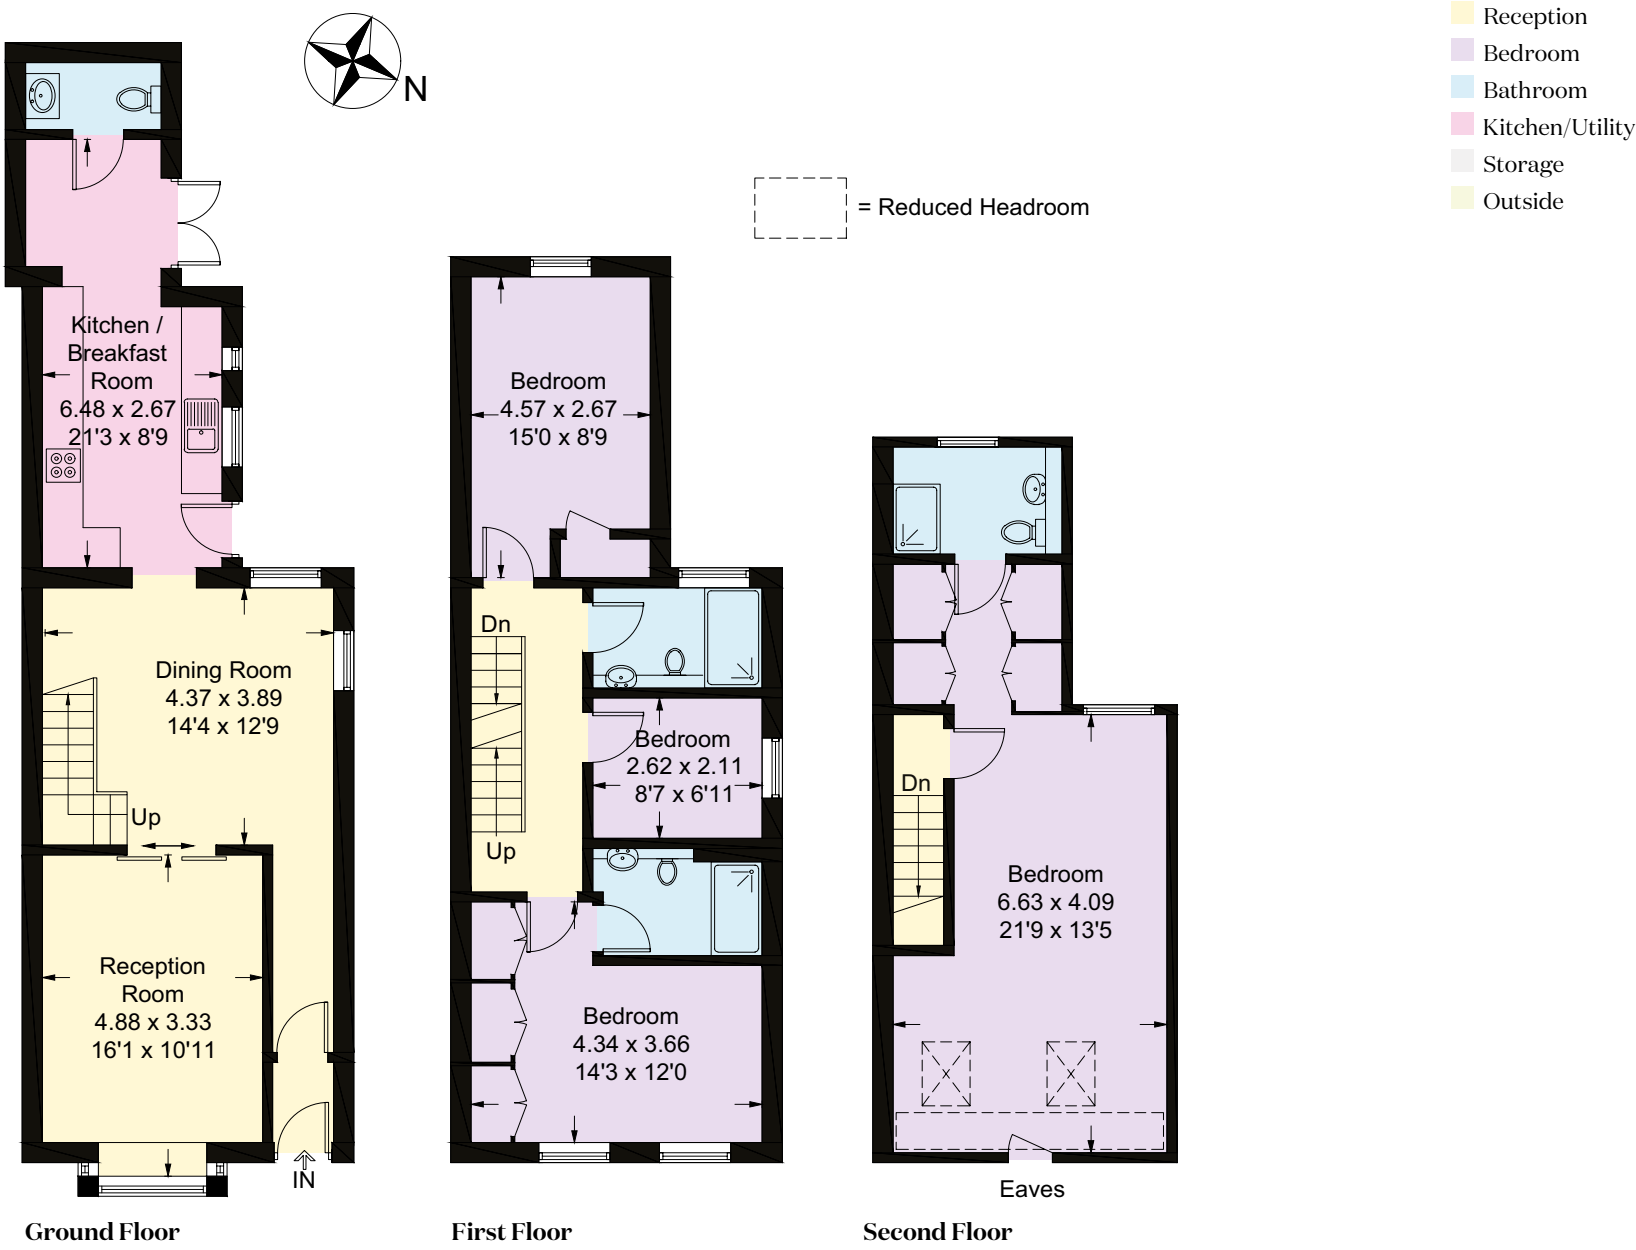 Reception
Bedroom
Bathroom
Kitchen/Utility
Storage
Outside
N
= Reduced Headroom
Kitchen /
Breakfast
Room
6.48 x 2.67
21'3 x 8'9
Dining Room
4.37 x 3.89
14'4 x 12'9
Up
Reception
Room
4.88 x 3.33
16'1 x 10'11
IN
Ground Floor
Bedroom
4.57 x 2.67
15'0 x 8'9
Dn
Bedroom
2.62 x 2.11
8'7 x 6'11
Up
Bedroom
4.34 x 3.66
14'3 x 12'0
First Floor
Dn
Bedroom
6.63 x 4.09
21'9 x 13'5
Eaves
Second Floor